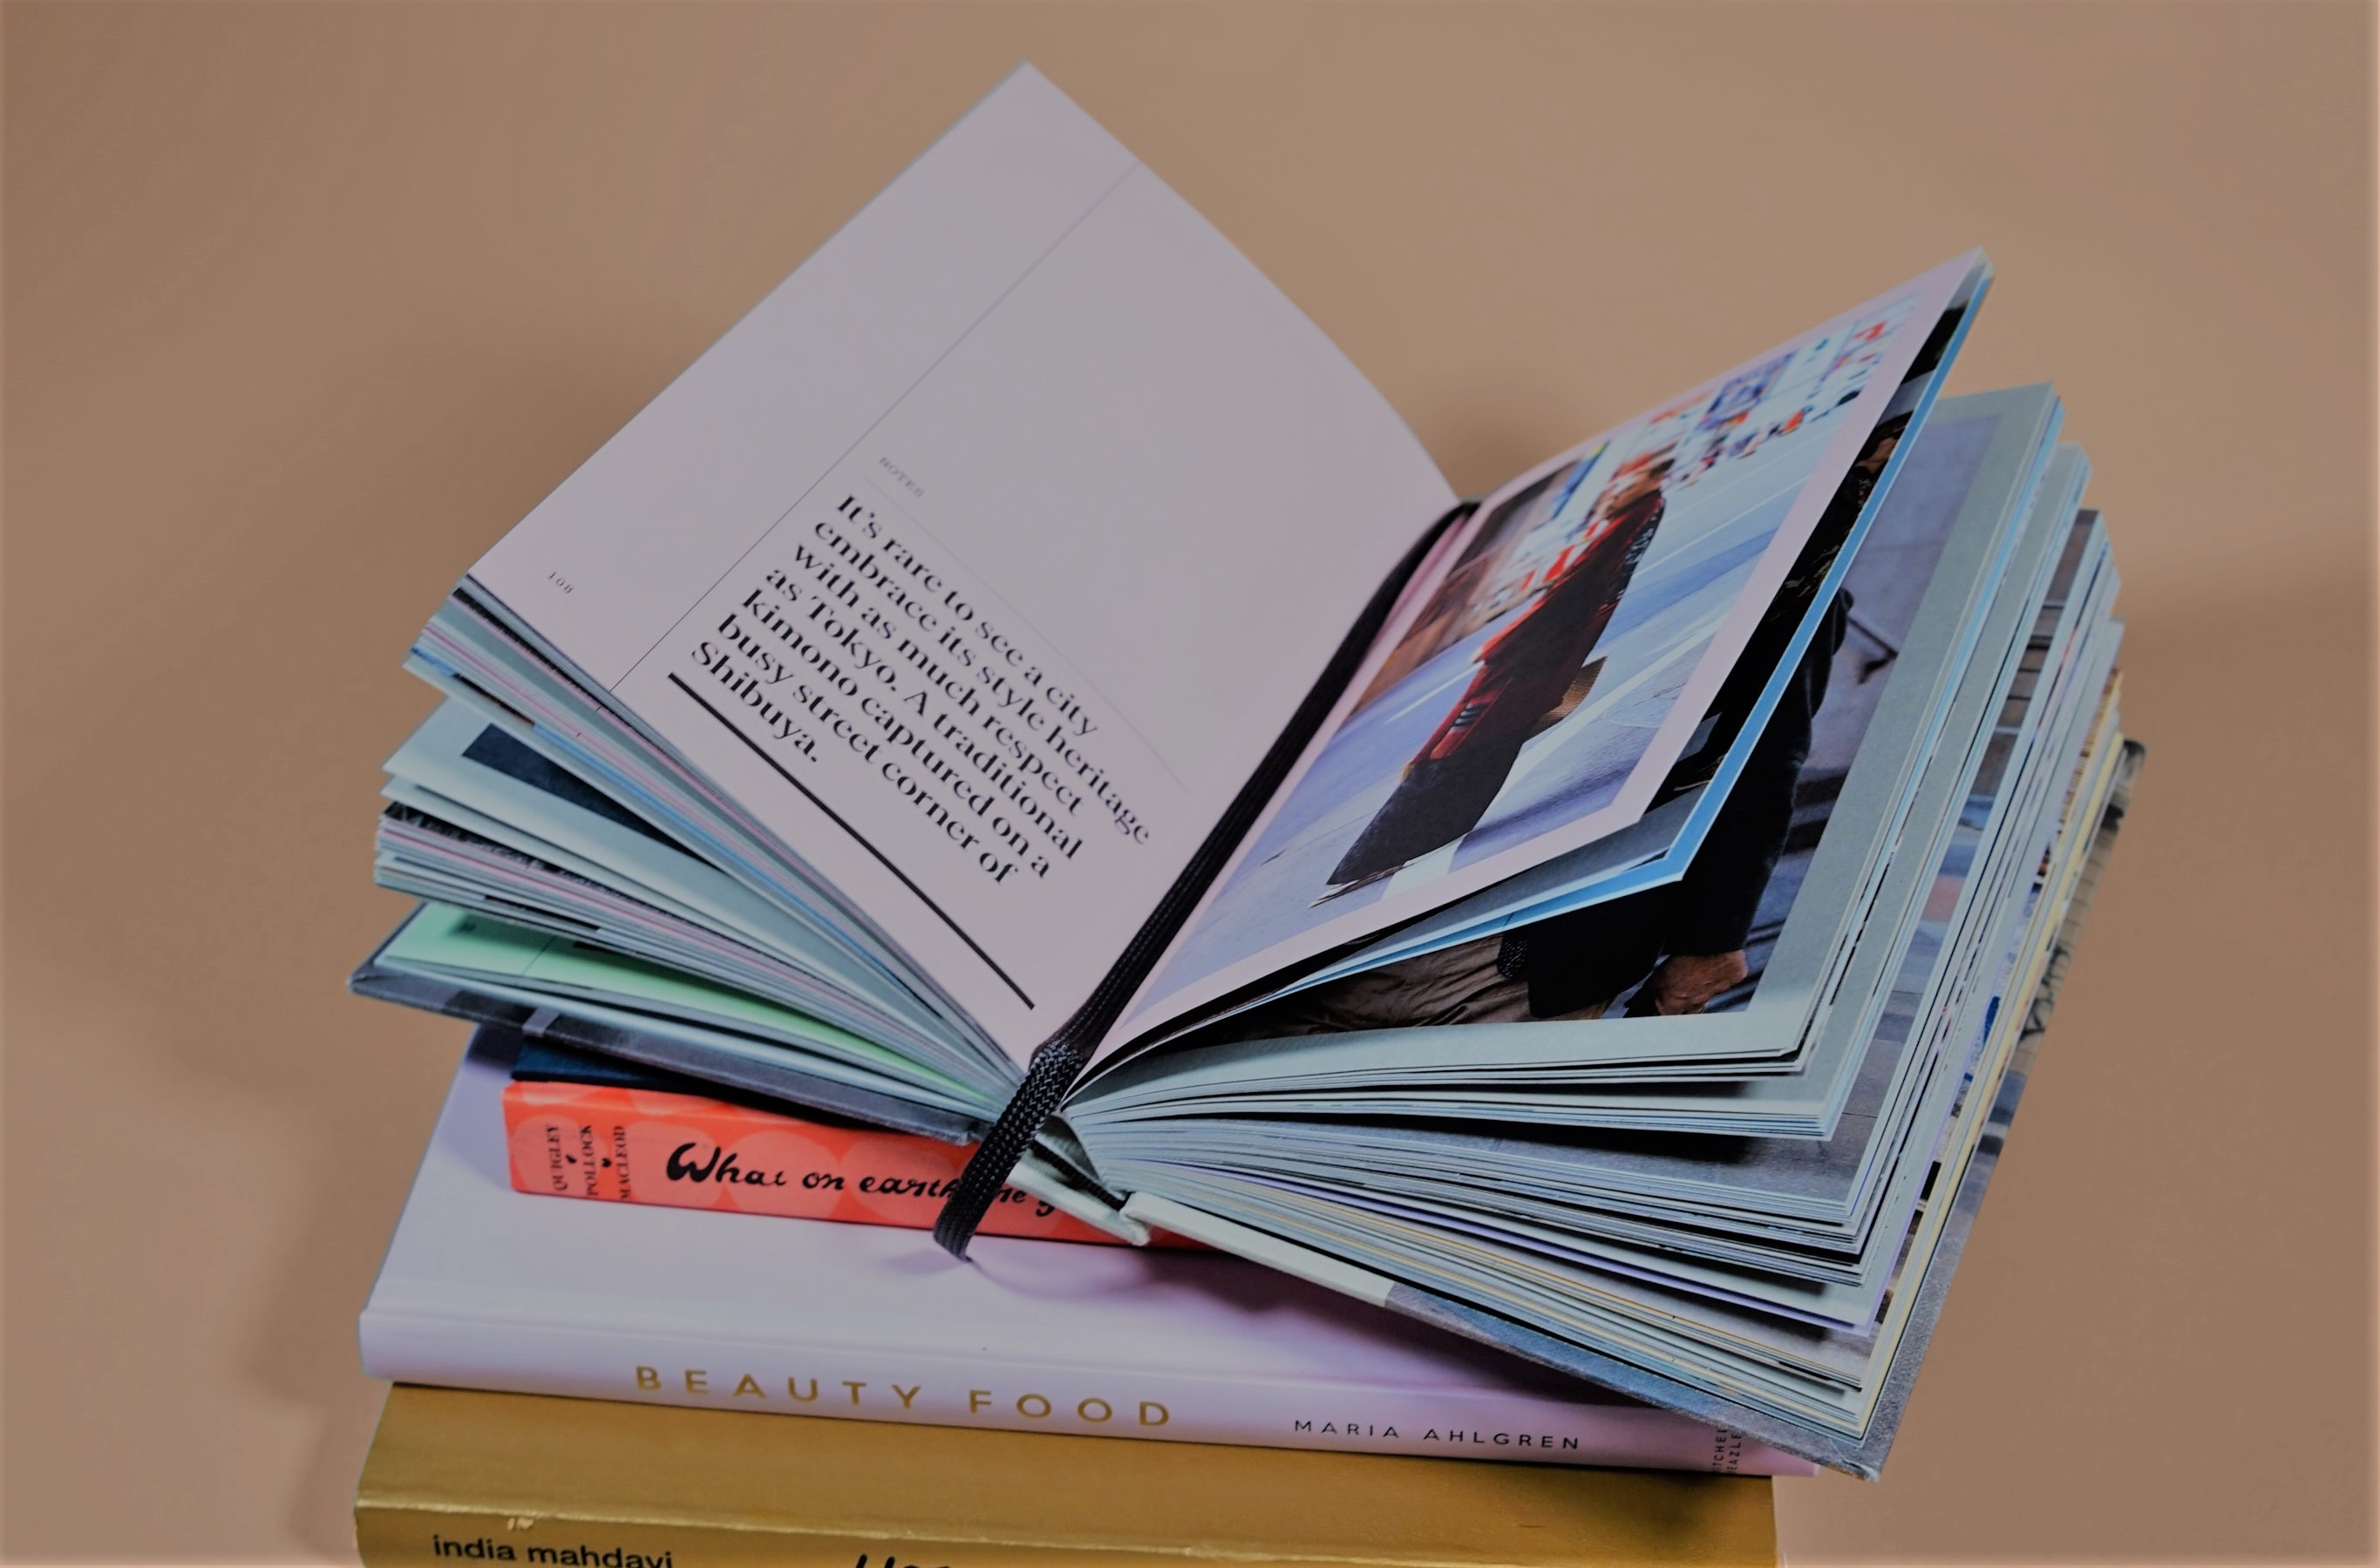 NOTES
It's rare to see a city
embrace its style heritage
with as much respect
as Tokyo. A traditional
kimono captured on a
busy street corner of
Shibuya.
100
QUIGLEY
POLLOCK
MACLEOD
What on earth
BEAUTY FOOD
MARIA AHLGREN
india mahdavi